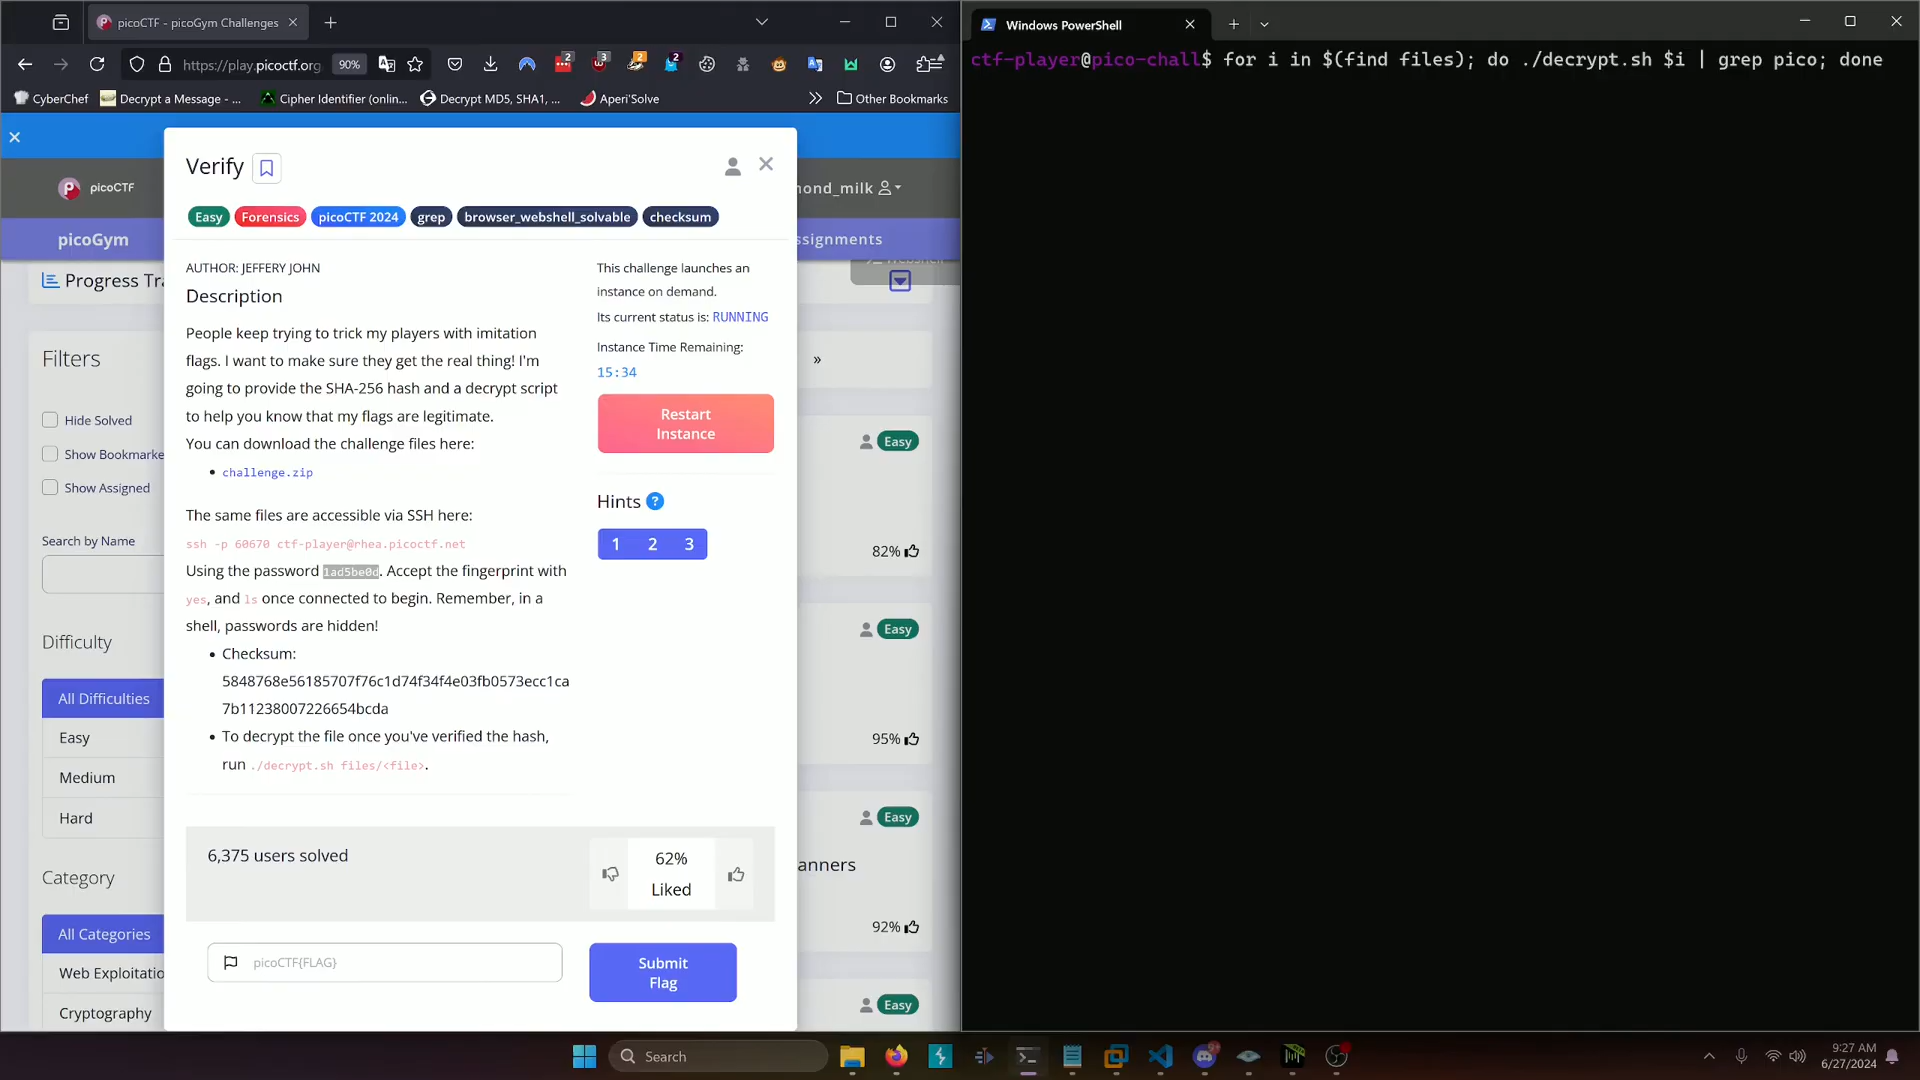 picoCTF - picoGym Challenges
https://play.picoctf.org
90%
2
3
2
2
CyberChef
Decrypt a Message - ...
Cipher Identifier (onlin...
Decrypt MD5, SHA1, ...
Aperi'Solve
Other Bookmarks
picoCTF
mond_milk
picoGym
ssignments
Progress Tra
Webshell
Filters
Hide Solved
Show Bookmarke
Show Assigned
Search by Name
Difficulty
All Difficulties
Easy
Medium
Hard
Category
All Categories
Web Exploitatio
Cryptography
Verify
Easy
Forensics
picoCTF 2024
grep
browser_webshell_solvable
checksum
AUTHOR: JEFFERY JOHN
Description
People keep trying to trick my players with imitation
flags. I want to make sure they get the real thing! I'm
going to provide the SHA-256 hash and a decrypt script
to help you know that my flags are legitimate.
You can download the challenge files here:
• challenge.zip
The same files are accessible via SSH here:
ssh -p 60670 ctf-player@rhea.picoctf.net
Using the password 1ad5be0d. Accept the fingerprint with
yes, and ls once connected to begin. Remember, in a
shell, passwords are hidden!
• Checksum:
5848768e56185707f76c1d74f34f4e03fb0573ecc1ca
7b11238007226654bcda
• To decrypt the file once you've verified the hash,
run ./decrypt.sh files/<file>.
This challenge launches an
instance on demand.
Its current status is: RUNNING
Instance Time Remaining:
15:34
Restart
Instance
Hints ?
1 2 3
6,375 users solved
62%
Liked
picoCTF{FLAG}
Submit
Flag
»
Easy
82%
Easy
95%
Easy
anners
92%
Easy
Windows PowerShell
ctf-player@pico-chall$ for i in $(find files); do ./decrypt.sh $i | grep pico; done
Search
9:27 AM
6/27/2024